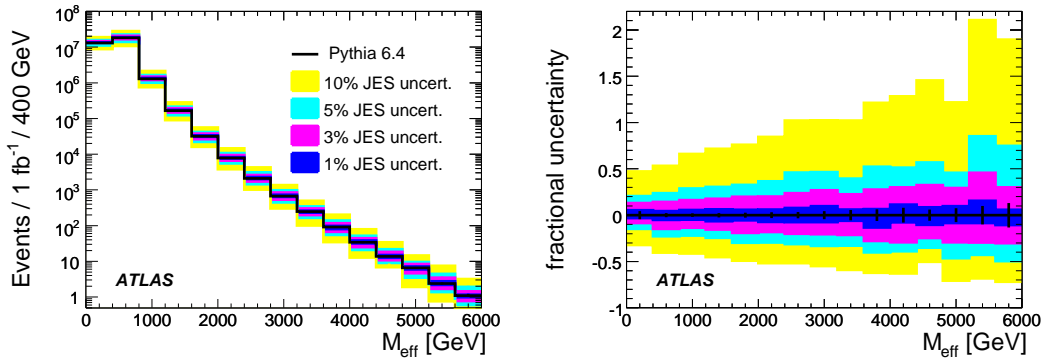 Events / 1 fb⁻¹ / 400 GeV
10⁸
10⁷
10⁶
10⁵
10⁴
10³
10²
10
1
Pythia 6.4
10% JES uncert.
5% JES uncert.
3% JES uncert.
1% JES uncert.
ATLAS
0 1000 2000 3000 4000 5000 6000
M_eff [GeV]
fractional uncertainty
2
1.5
1
0.5
0
-0.5
-1
ATLAS
0 1000 2000 3000 4000 5000 6000
M_eff [GeV]